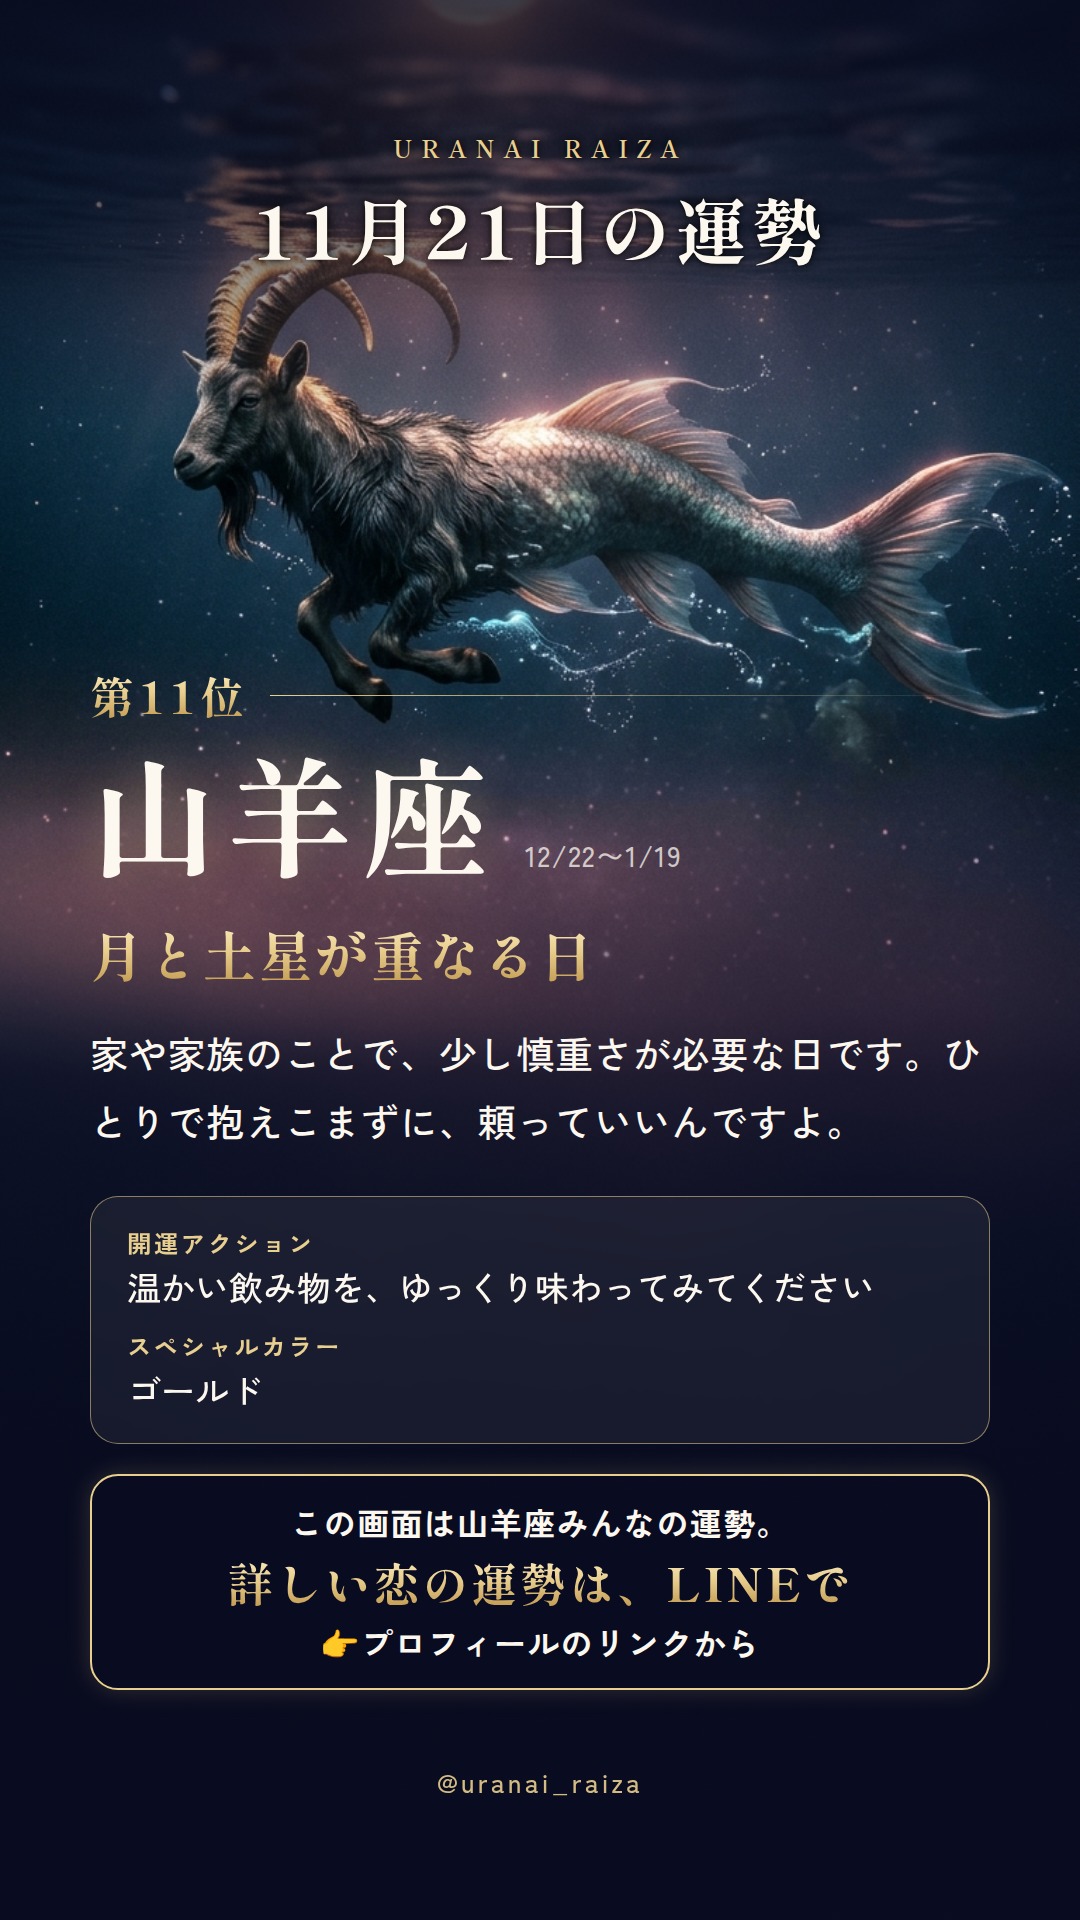 URANAI RAIZA
11月21日の運勢
第11位
山羊座 12/22〜1/19
月と土星が重なる日
家や家族のことで、少し慎重さが必要な日です。ひ
とりで抱えこまずに、頼っていいんですよ。
開運アクション
温かい飲み物を、ゆっくり味わってみてください
スペシャルカラー
ゴールド
この画面は山羊座みんなの運勢。
詳しい恋の運勢は、LINEで
👉プロフィールのリンクから
@uranai_raiza